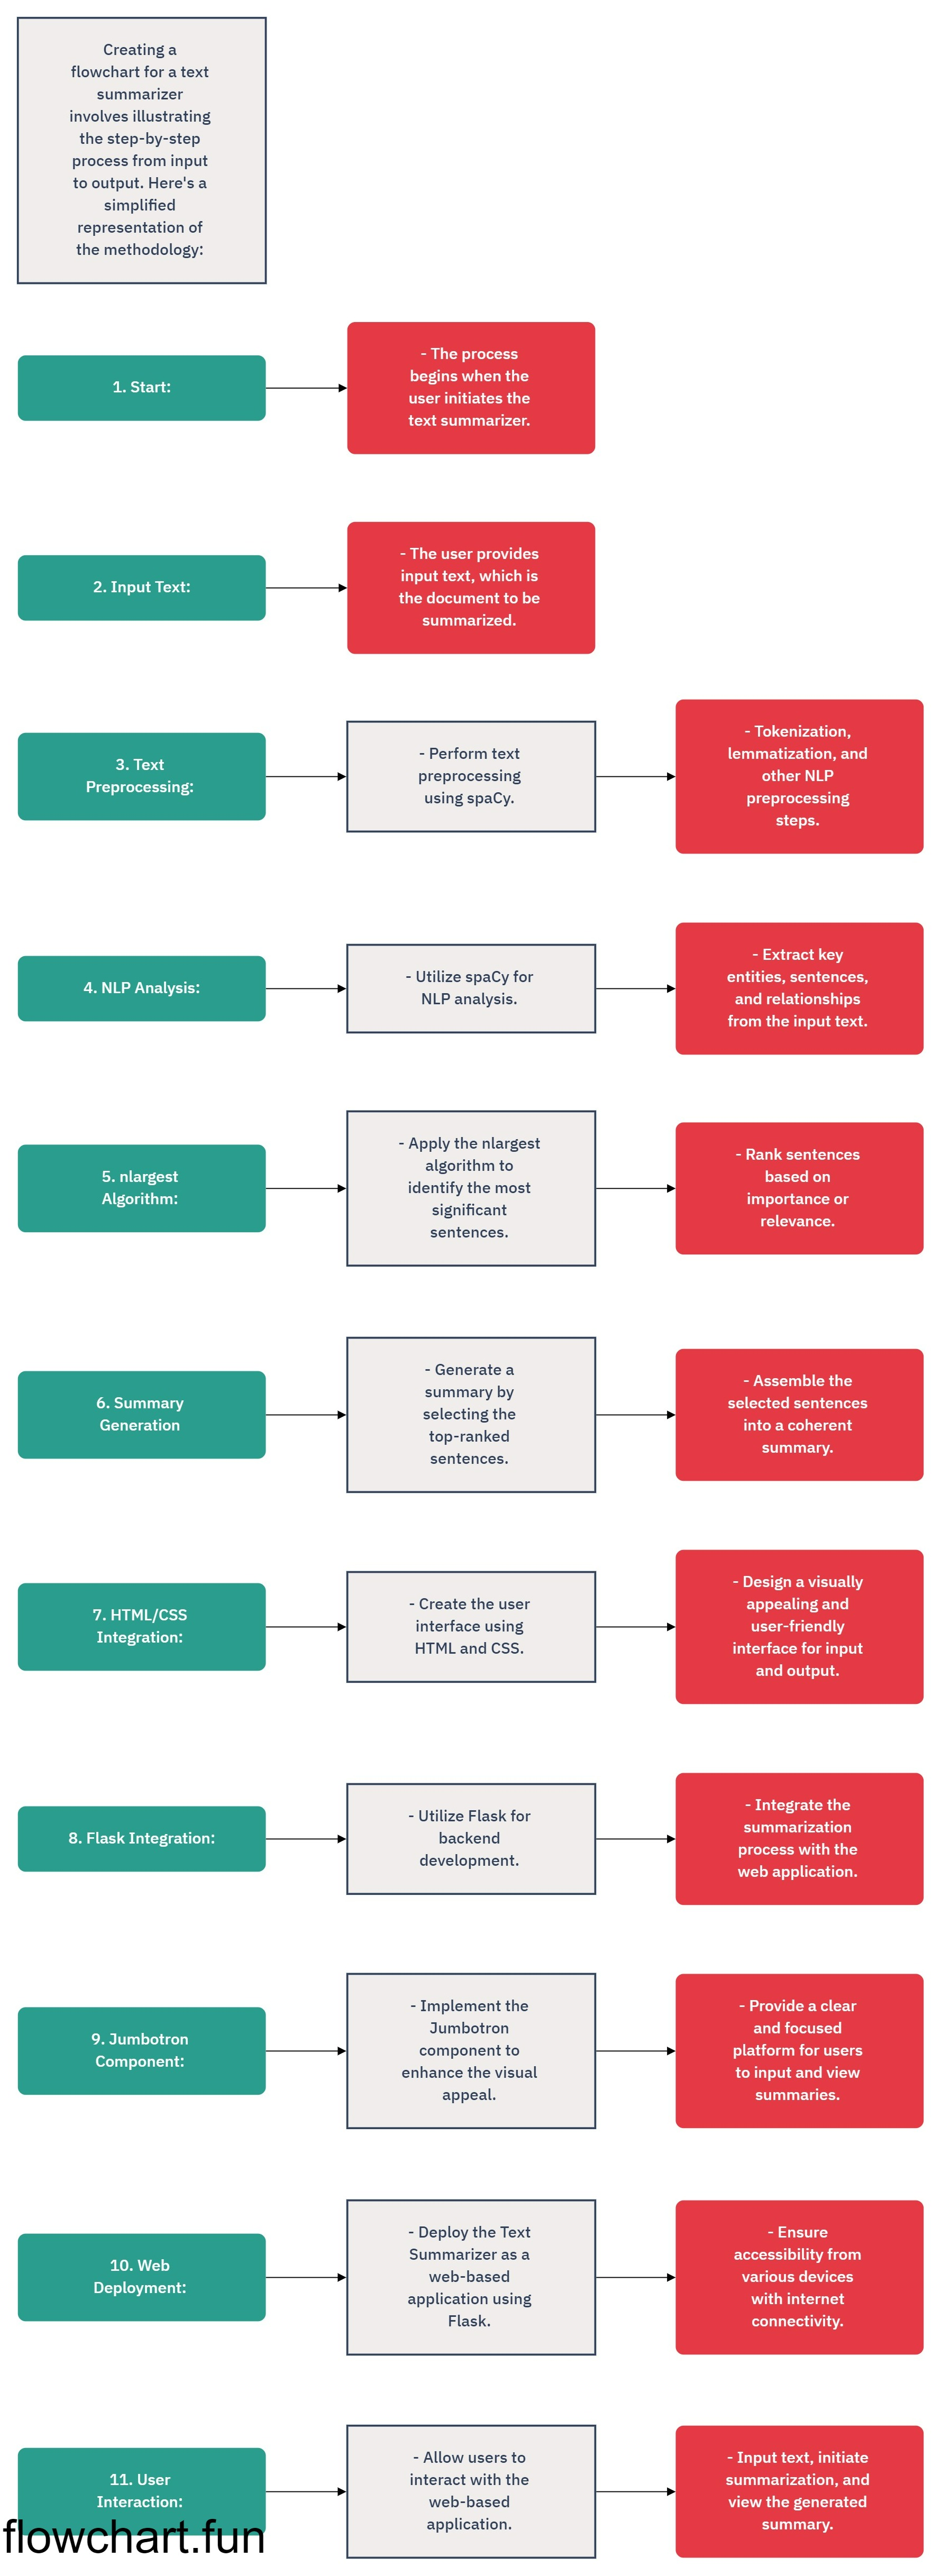 Creating a
flowchart for a text
summarizer
involves illustrating
the step-by-step
process from input
to output. Here's a
simplified
representation of
the methodology:
1. Start:
- The process
begins when the
user initiates the
text summarizer.
2. Input Text:
- The user provides
input text, which is
the document to be
summarized.
3. Text
Preprocessing:
- Perform text
preprocessing
using spaCy.
- Tokenization,
lemmatization, and
other NLP
preprocessing
steps.
4. NLP Analysis:
- Utilize spaCy for
NLP analysis.
- Extract key
entities, sentences,
and relationships
from the input text.
5. nlargest
Algorithm:
- Apply the nlargest
algorithm to
identify the most
significant
sentences.
- Rank sentences
based on
importance or
relevance.
6. Summary
Generation
- Generate a
summary by
selecting the
top-ranked
sentences.
- Assemble the
selected sentences
into a coherent
summary.
7. HTML/CSS
Integration:
- Create the user
interface using
HTML and CSS.
- Design a visually
appealing and
user-friendly
interface for input
and output.
8. Flask Integration:
- Utilize Flask for
backend
development.
- Integrate the
summarization
process with the
web application.
9. Jumbotron
Component:
- Implement the
Jumbotron
component to
enhance the visual
appeal.
- Provide a clear
and focused
platform for users
to input and view
summaries.
10. Web
Deployment:
- Deploy the Text
Summarizer as a
web-based
application using
Flask.
- Ensure
accessibility from
various devices
with internet
connectivity.
11. User
Interaction:
- Allow users to
interact with the
web-based
application.
- Input text, initiate
summarization, and
view the generated
summary.
flowchart.fun